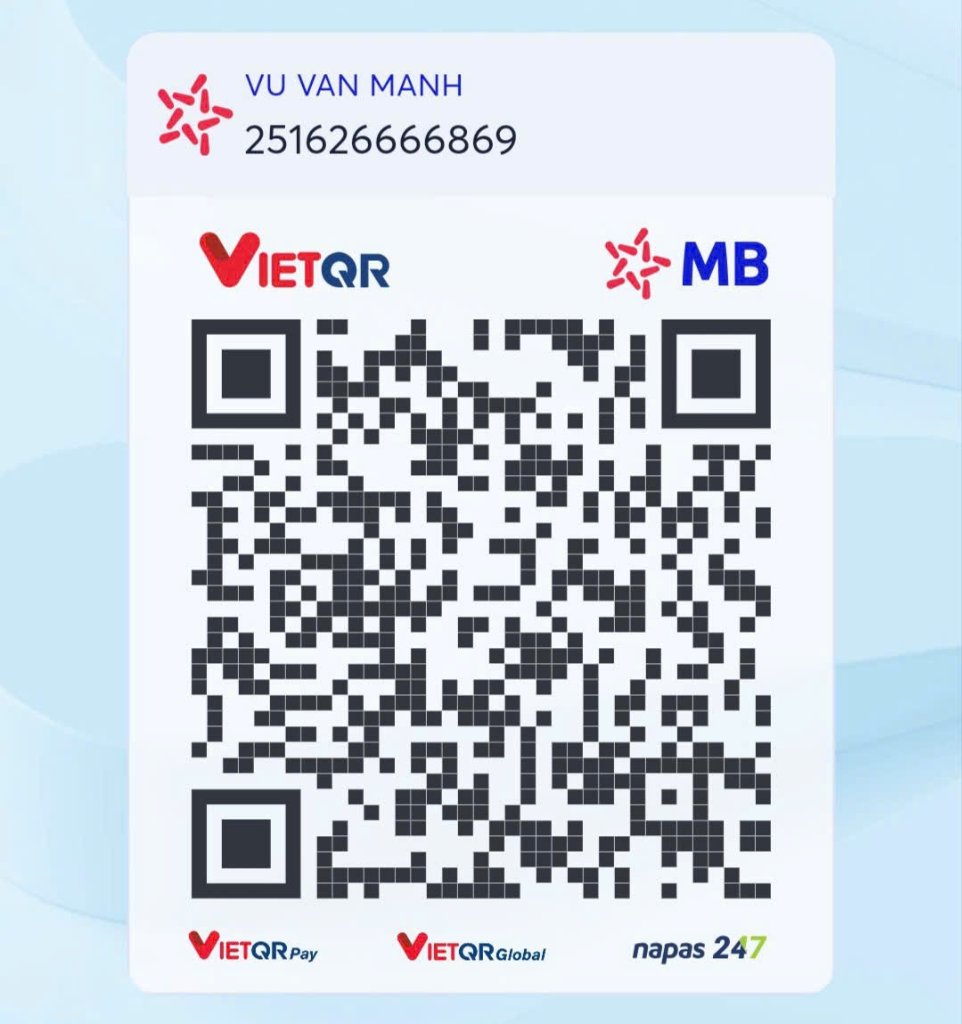 VU VAN MANH
251626666869
VIETQR
MB
VIETQR Pay
VIETQR Global
napas 247